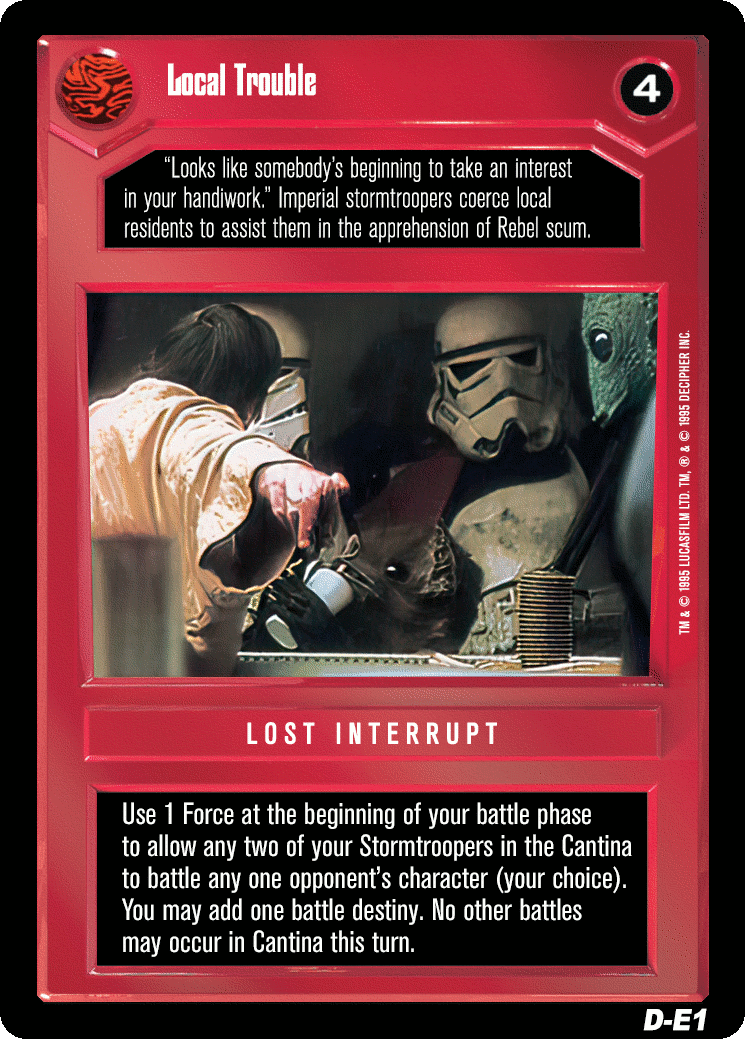 Local Trouble
4
“Looks like somebody’s beginning to take an interest
in your handiwork.” Imperial stormtroopers coerce local
residents to assist them in the apprehension of Rebel scum.
TM & © 1995 LUCASFILM LTD. TM, ® & © 1995 DECIPHER INC.
LOST INTERRUPT
Use 1 Force at the beginning of your battle phase
to allow any two of your Stormtroopers in the Cantina
to battle any one opponent’s character (your choice).
You may add one battle destiny. No other battles
may occur in Cantina this turn.
D-E1